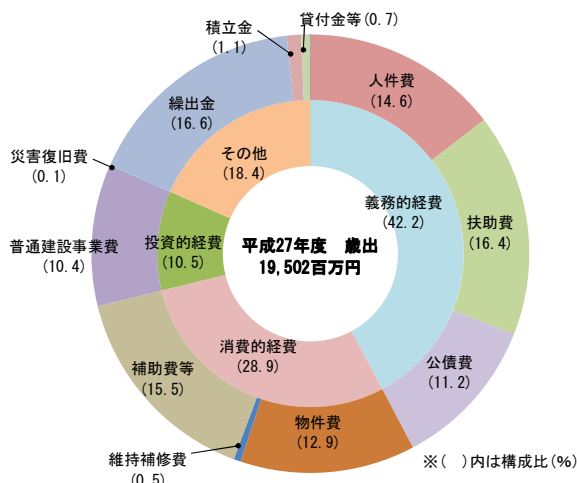 貸付金等(0.7)
積立金
(1.1)
人件費
(14.6)
繰出金
(16.6)
その他
(18.4)
災害復旧費
(0.1)
義務的経費
(42.2)
扶助費
(16.4)
普通建設事業費
(10.4)
投資的経費
(10.5)
平成27年度　歳出
19,502百万円
消費的経費
(28.9)
補助費等
(15.5)
公債費
(11.2)
物件費
(12.9)
維持補修費
(0.5)
※(　)内は構成比(%)